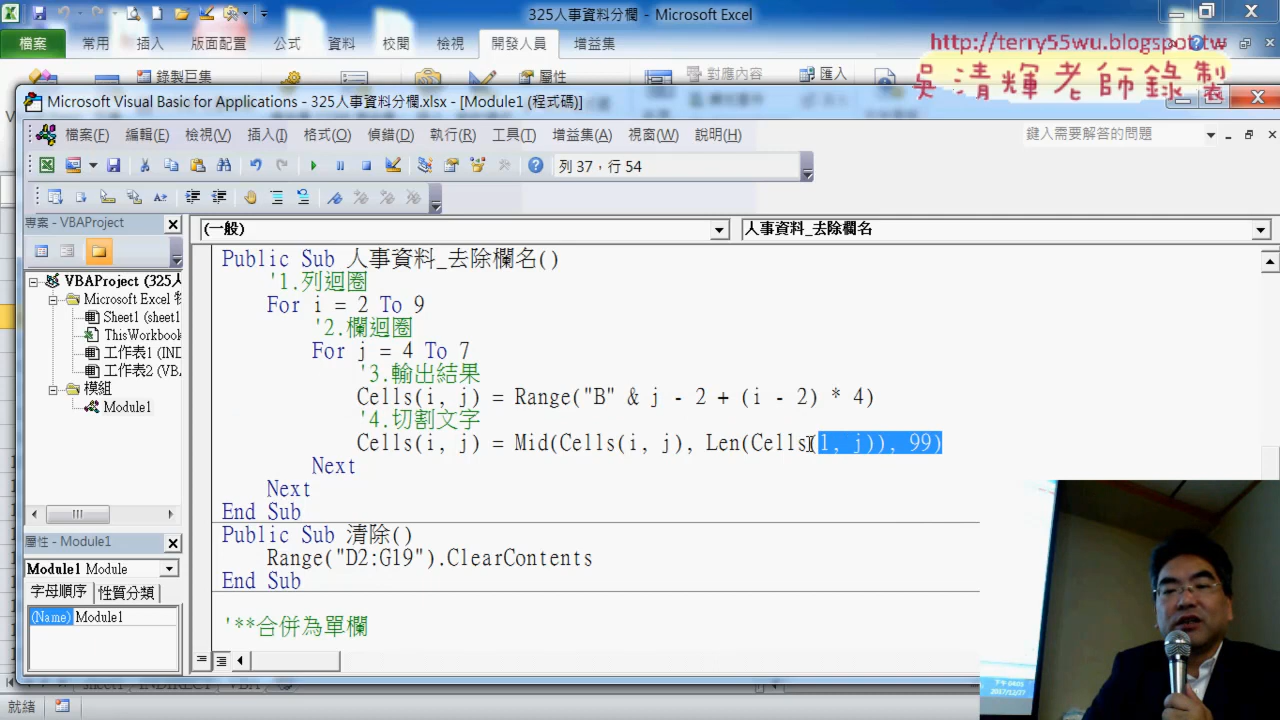 325人事資料分欄 - Microsoft Excel
檔案 常用 插入 版面配置 公式 資料 校閱 檢視 開發人員 增益集
http://terry55wu.blogspot.tw
吳清輝老師錄製
錄製巨集 屬性 對應內容 匯入
Microsoft Visual Basic for Applications - 325人事資料分欄.xlsx - [Module1 (程式碼)]
檔案(F) 編輯(E) 檢視(V) 插入(I) 格式(O) 偵錯(D) 執行(R) 工具(T) 增益集(A) 視窗(W) 說明(H) 鍵入需要解答的問題
列 37，行 54
專案 - VBAProject
(一般) 人事資料_去除欄名
VBAProject (325人
Microsoft Excel 物
Sheet1 (sheet1
ThisWorkbook
工作表1 (IND
工作表2 (VB
模組
Module1
屬性 - Module1
Module1 Module
字母順序 性質分類
(Name) Module1
Public Sub 人事資料_去除欄名()
'1.列迴圈
For i = 2 To 9
'2.欄迴圈
For j = 4 To 7
'3.輸出結果
Cells(i, j) = Range("B" & j - 2 + (i - 2) * 4)
'4.切割文字
Cells(i, j) = Mid(Cells(i, j), Len(Cells(1, j)), 99)
Next
Next
End Sub
Public Sub 清除()
Range("D2:G19").ClearContents
End Sub
'**合併為單欄
sheet1 INDIRECT VBA
就緒
下午 04:05
2017/12/27